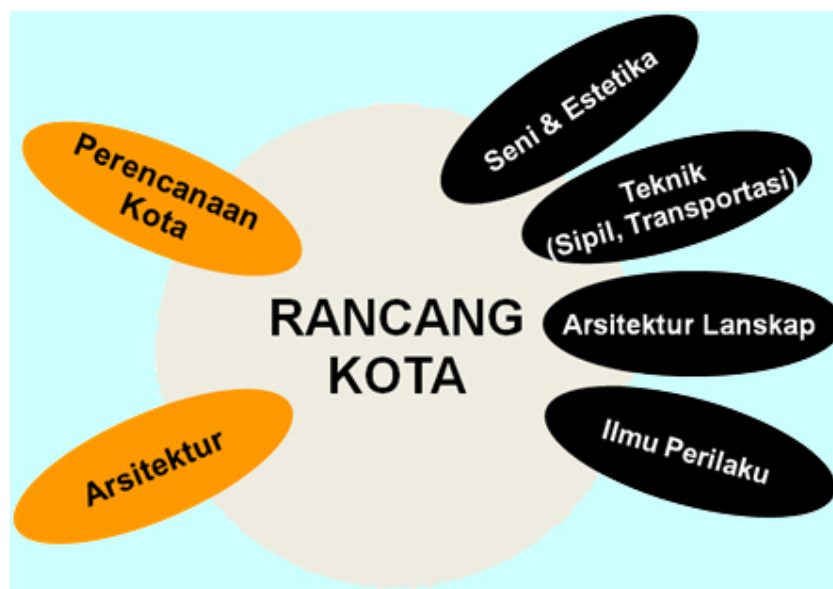 Seni & Estetika
Perencanaan
Kota
Teknik
(Sipil, Transportasi)
RANCANG
KOTA
Arsitektur Lanskap
Arsitektur
Ilmu Perilaku